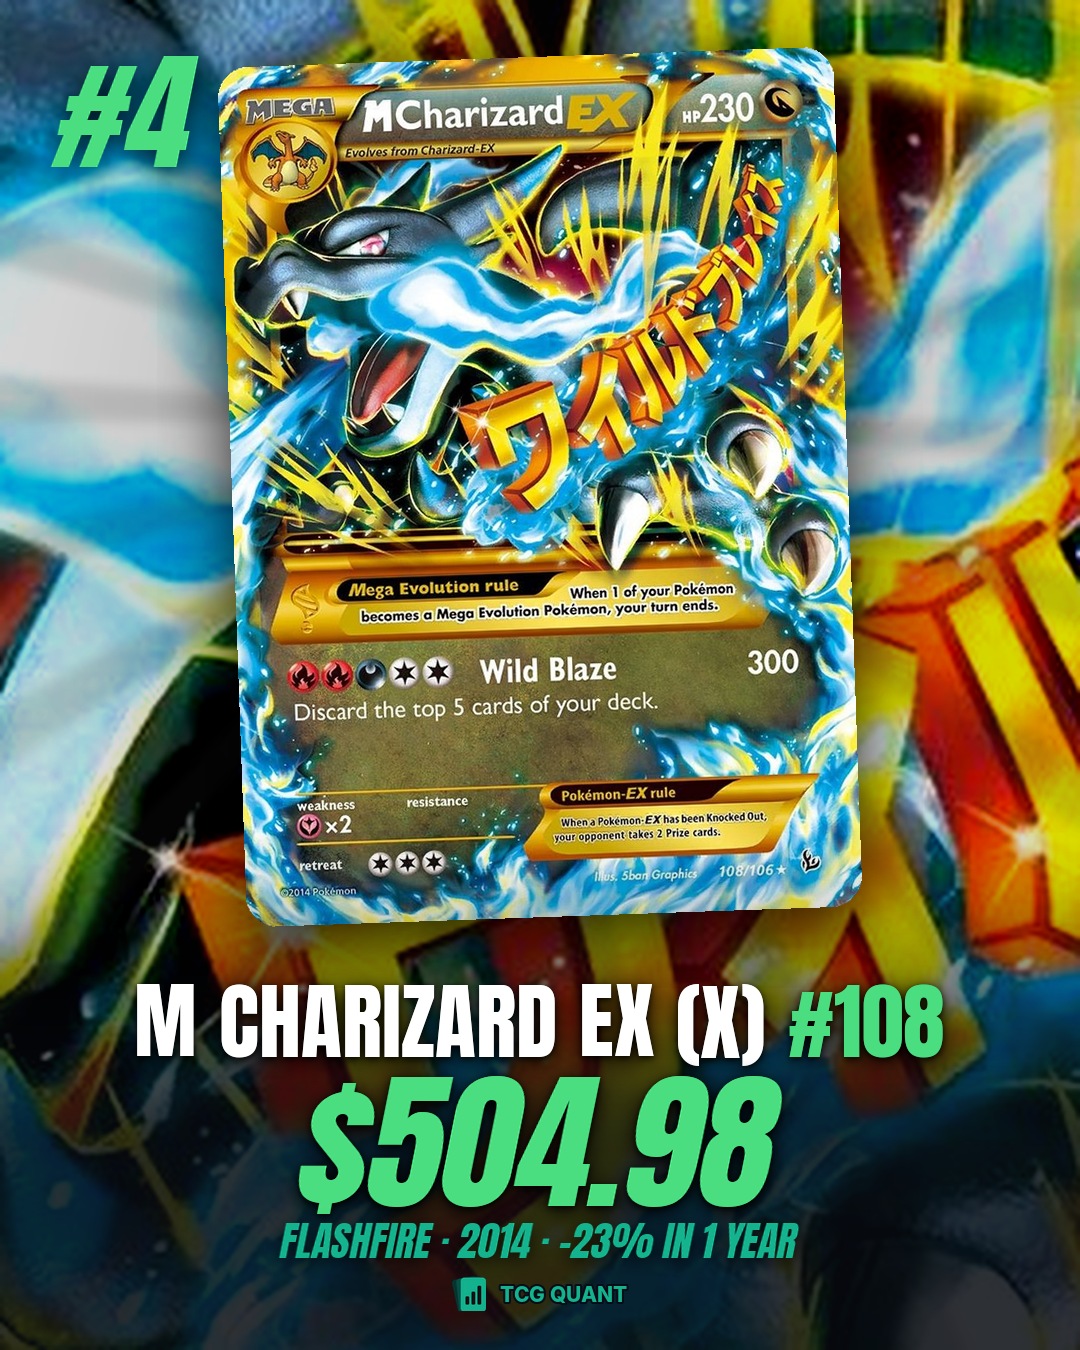 #4
MEGA
M Charizard EX HP230
Evolves from Charizard-EX
ワイルドブレイズ
Mega Evolution rule When 1 of your Pokémon
becomes a Mega Evolution Pokémon, your turn ends.
Wild Blaze 300
Discard the top 5 cards of your deck.
weakness resistance
×2
Pokémon-EX rule
When a Pokémon-EX has been Knocked Out,
your opponent takes 2 Prize cards.
retreat
Illus. 5ban Graphics 108/106 ★
©2014 Pokémon
M CHARIZARD EX (X) #108
$504.98
FLASHFIRE · 2014 · -23% IN 1 YEAR
TCG QUANT